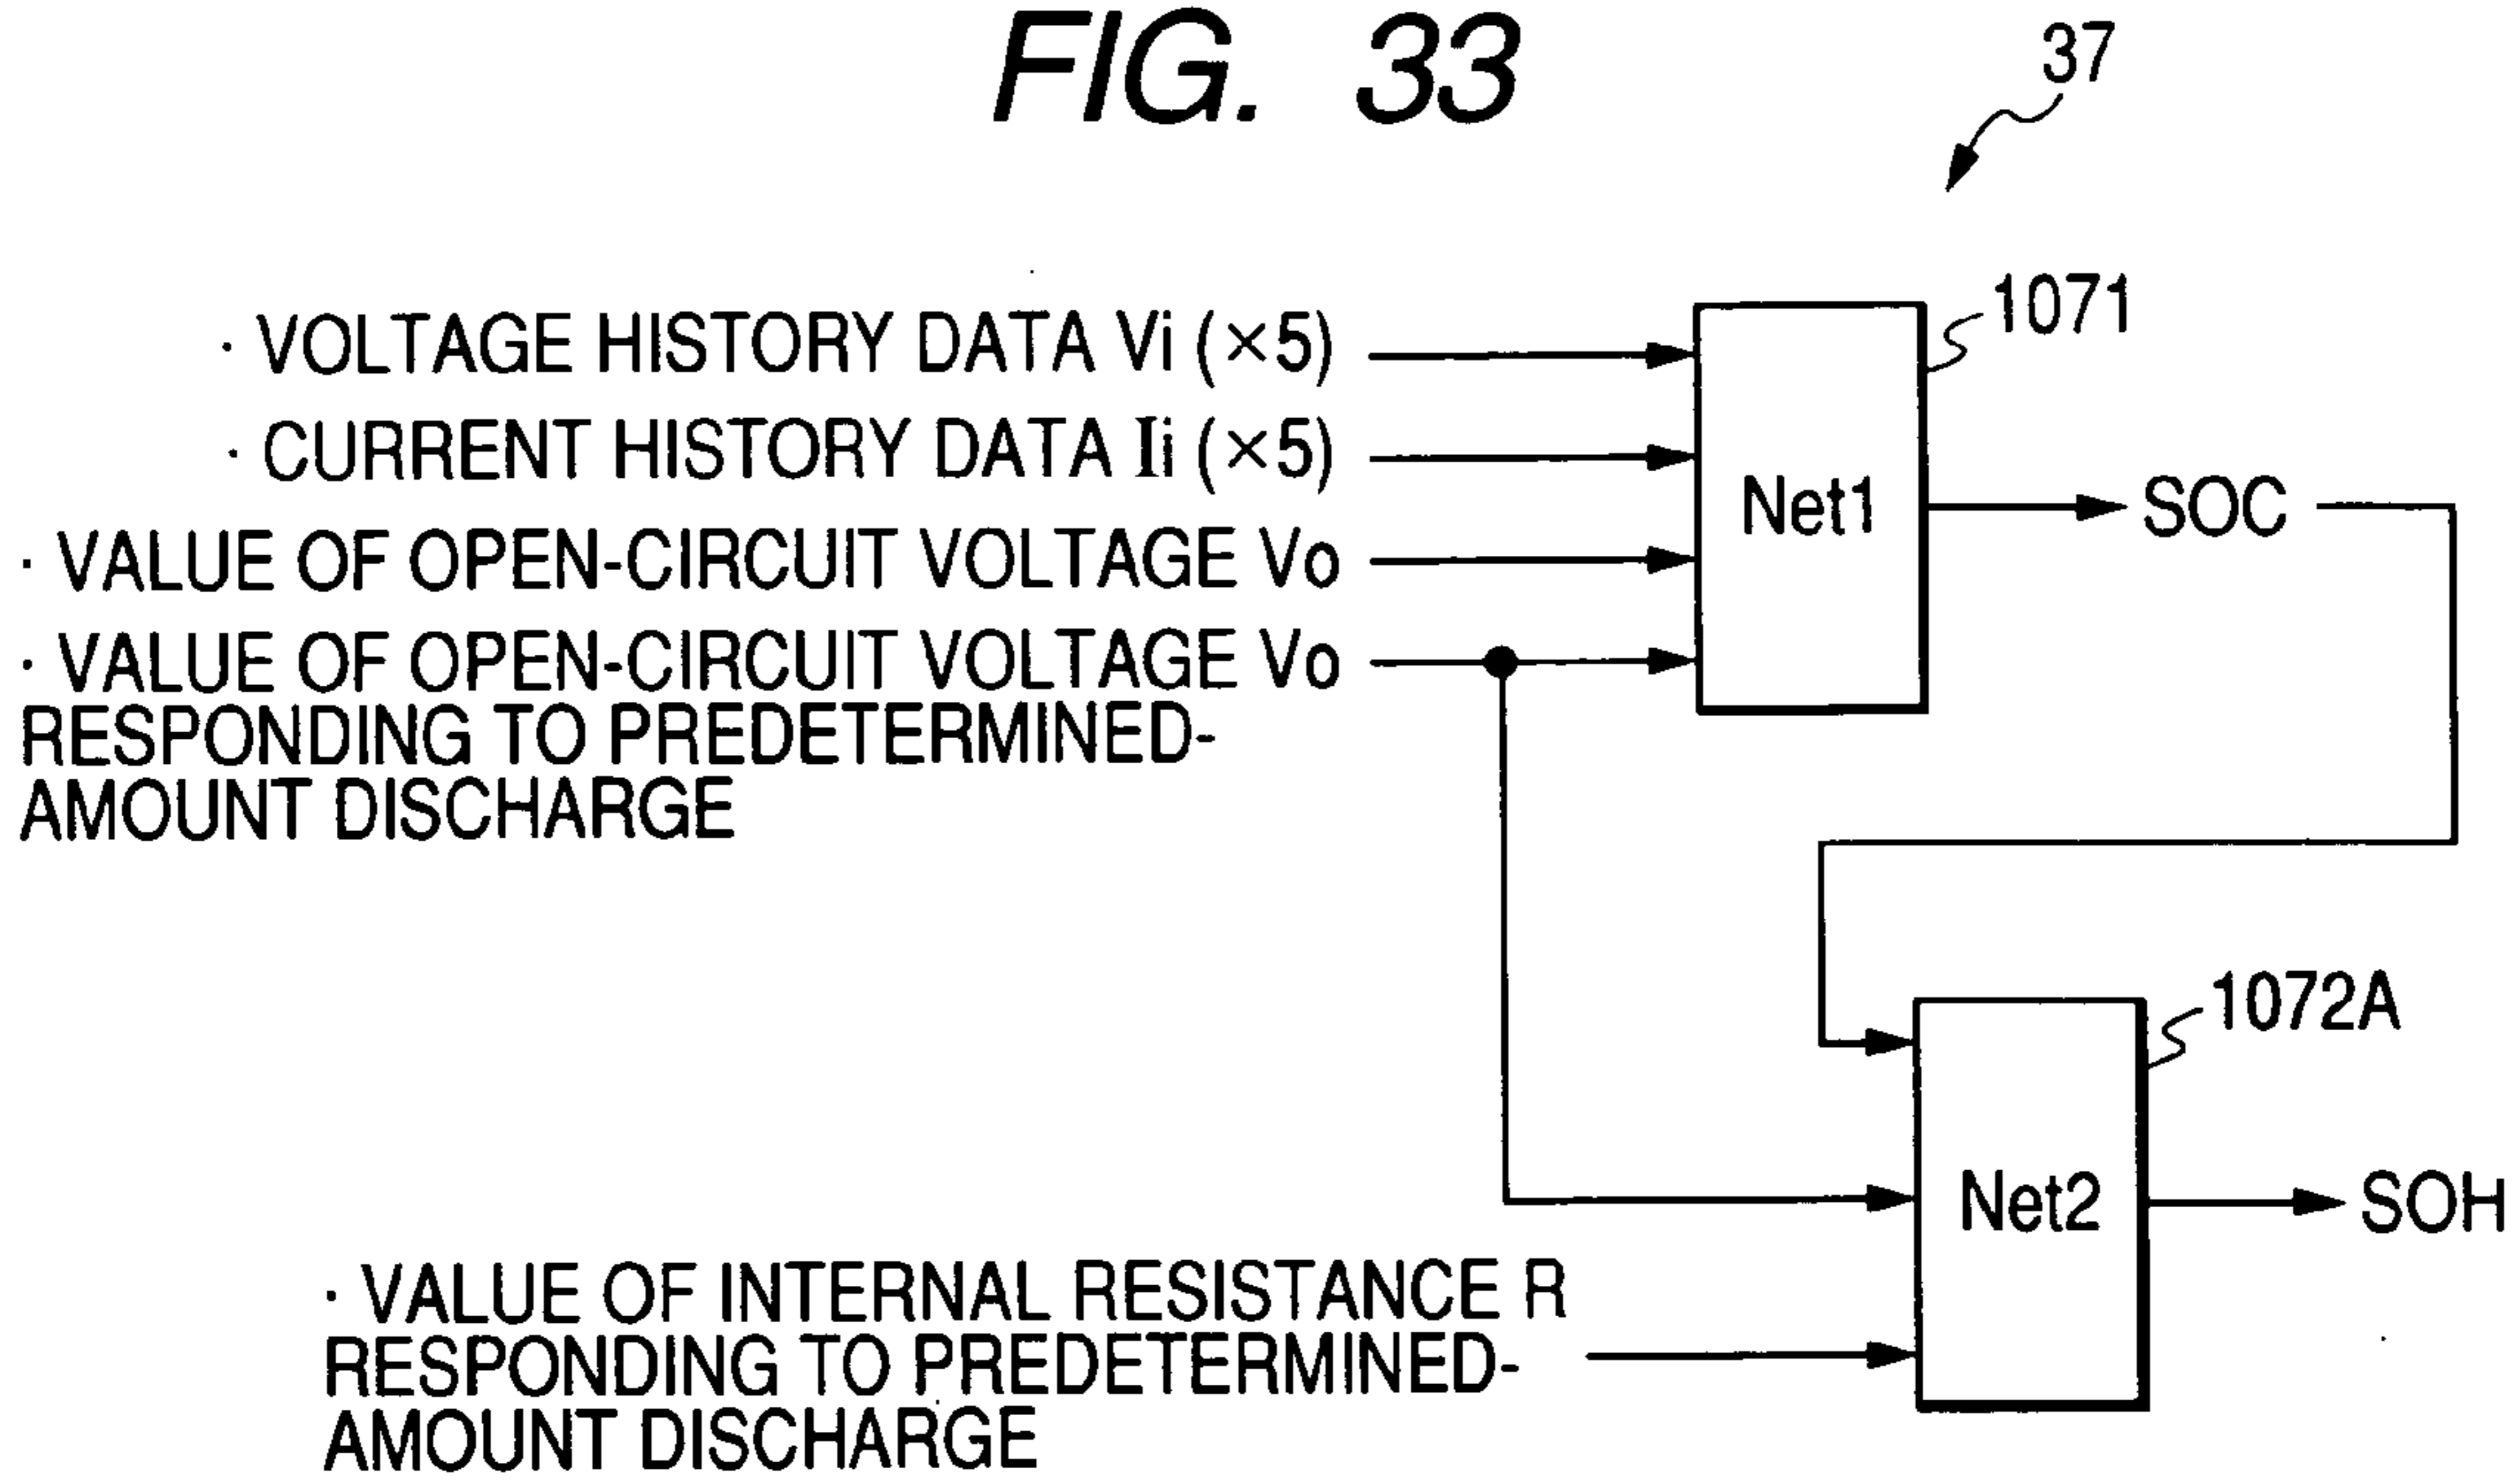 FIG. 33
37
· VOLTAGE HISTORY DATA Vi (×5)
· CURRENT HISTORY DATA Ii (×5)
· VALUE OF OPEN-CIRCUIT VOLTAGE Vo
· VALUE OF OPEN-CIRCUIT VOLTAGE Vo
RESPONDING TO PREDETERMINED-
AMOUNT DISCHARGE
Net1
1071
SOC
1072A
Net2
SOH
· VALUE OF INTERNAL RESISTANCE R
RESPONDING TO PREDETERMINED-
AMOUNT DISCHARGE